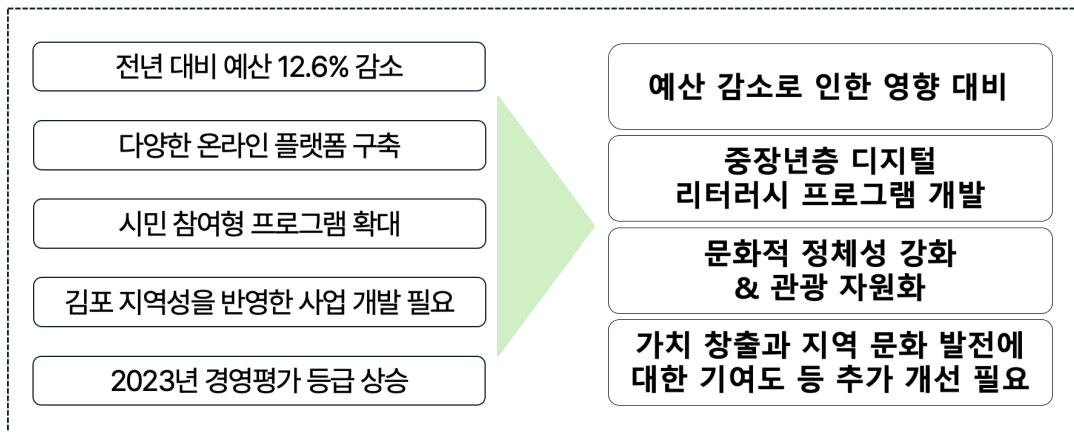 전년 대비 예산 12.6% 감소
다양한 온라인 플랫폼 구축
시민 참여형 프로그램 확대
김포 지역성을 반영한 사업 개발 필요
2023년 경영평가 등급 상승
예산 감소로 인한 영향 대비
중장년층 디지털
리터러시 프로그램 개발
문화적 정체성 강화
& 관광 자원화
가치 창출과 지역 문화 발전에
대한 기여도 등 추가 개선 필요